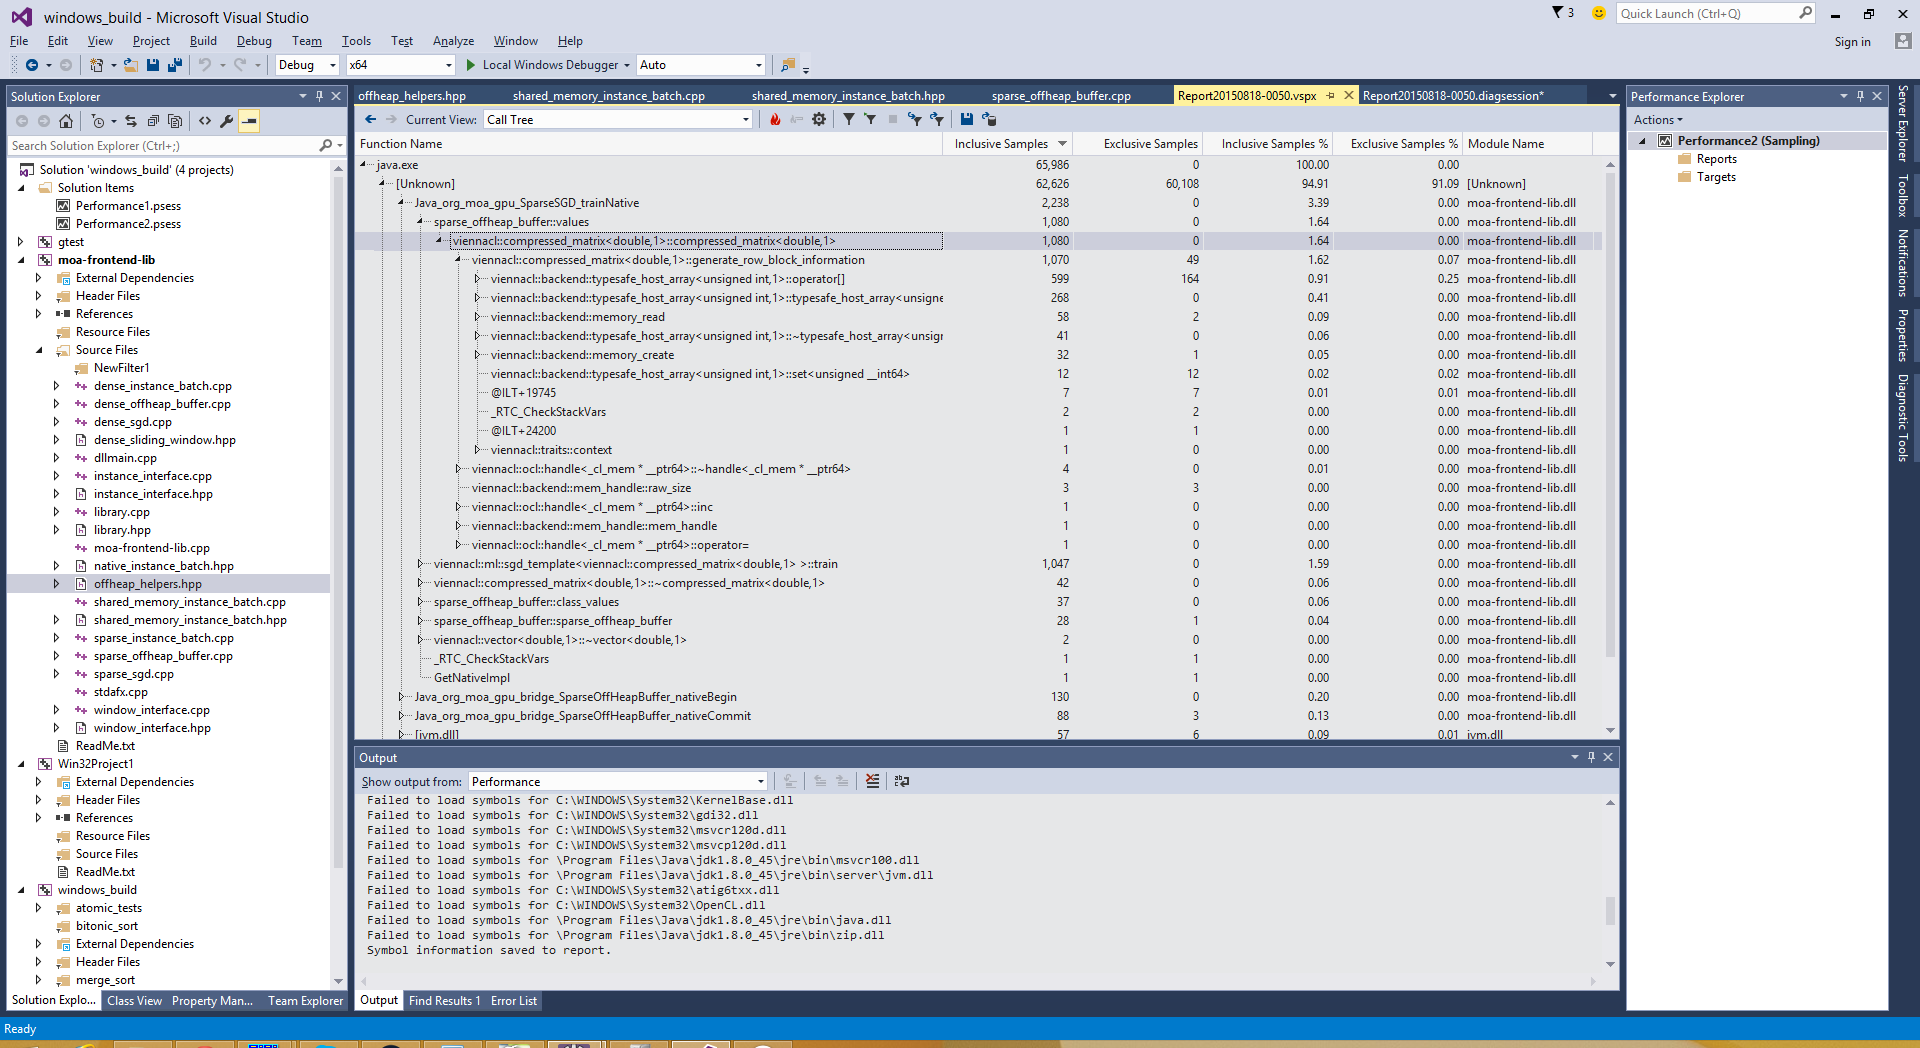 windows_build - Microsoft Visual Studio
3
Quick Launch (Ctrl+Q)
File Edit View Project Build Debug Team Tools Test Analyze Window Help
Sign in
Debug x64 Local Windows Debugger Auto
Solution Explorer
Search Solution Explorer (Ctrl+;)
Solution 'windows_build' (4 projects)
Solution Items
Performance1.psess
Performance2.psess
gtest
moa-frontend-lib
External Dependencies
Header Files
References
Resource Files
Source Files
NewFilter1
dense_instance_batch.cpp
dense_offheap_buffer.cpp
dense_sgd.cpp
dense_sliding_window.hpp
dllmain.cpp
instance_interface.cpp
instance_interface.hpp
library.cpp
library.hpp
moa-frontend-lib.cpp
native_instance_batch.hpp
offheap_helpers.hpp
shared_memory_instance_batch.cpp
shared_memory_instance_batch.hpp
sparse_instance_batch.cpp
sparse_offheap_buffer.cpp
sparse_sgd.cpp
stdafx.cpp
window_interface.cpp
window_interface.hpp
ReadMe.txt
Win32Project1
External Dependencies
Header Files
References
Resource Files
Source Files
ReadMe.txt
windows_build
atomic_tests
bitonic_sort
External Dependencies
Header Files
merge_sort
Solution Explo... Class View Property Man... Team Explorer
offheap_helpers.hpp shared_memory_instance_batch.cpp shared_memory_instance_batch.hpp sparse_offheap_buffer.cpp Report20150818-0050.vspx Report20150818-0050.diagsession*
Current View: Call Tree
Function Name Inclusive Samples Exclusive Samples Inclusive Samples % Exclusive Samples % Module Name
java.exe 65,986 0 100.00 0.00
[Unknown] 62,626 60,108 94.91 91.09 [Unknown]
Java_org_moa_gpu_SparseSGD_trainNative 2,238 0 3.39 0.00 moa-frontend-lib.dll
sparse_offheap_buffer::values 1,080 0 1.64 0.00 moa-frontend-lib.dll
viennacl::compressed_matrix<double,1>::compressed_matrix<double,1> 1,080 0 1.64 0.00 moa-frontend-lib.dll
viennacl::compressed_matrix<double,1>::generate_row_block_information 1,070 49 1.62 0.07 moa-frontend-lib.dll
viennacl::backend::typesafe_host_array<unsigned int,1>::operator[] 599 164 0.91 0.25 moa-frontend-lib.dll
viennacl::backend::typesafe_host_array<unsigned int,1>::typesafe_host_array<unsigne 268 0 0.41 0.00 moa-frontend-lib.dll
viennacl::backend::memory_read 58 2 0.09 0.00 moa-frontend-lib.dll
viennacl::backend::typesafe_host_array<unsigned int,1>::~typesafe_host_array<unsigr 41 0 0.06 0.00 moa-frontend-lib.dll
viennacl::backend::memory_create 32 1 0.05 0.00 moa-frontend-lib.dll
viennacl::backend::typesafe_host_array<unsigned int,1>::set<unsigned __int64> 12 12 0.02 0.02 moa-frontend-lib.dll
@ILT+19745 7 7 0.01 0.01 moa-frontend-lib.dll
_RTC_CheckStackVars 2 2 0.00 0.00 moa-frontend-lib.dll
@ILT+24200 1 1 0.00 0.00 moa-frontend-lib.dll
viennacl::traits::context 1 0 0.00 0.00 moa-frontend-lib.dll
viennacl::ocl::handle<_cl_mem * __ptr64>::~handle<_cl_mem * __ptr64> 4 0 0.01 0.00 moa-frontend-lib.dll
viennacl::backend::mem_handle::raw_size 3 3 0.00 0.00 moa-frontend-lib.dll
viennacl::ocl::handle<_cl_mem * __ptr64>::inc 1 0 0.00 0.00 moa-frontend-lib.dll
viennacl::backend::mem_handle::mem_handle 1 0 0.00 0.00 moa-frontend-lib.dll
viennacl::ocl::handle<_cl_mem * __ptr64>::operator= 1 0 0.00 0.00 moa-frontend-lib.dll
viennacl::ml::sgd_template<viennacl::compressed_matrix<double,1> >::train 1,047 0 1.59 0.00 moa-frontend-lib.dll
viennacl::compressed_matrix<double,1>::~compressed_matrix<double,1> 42 0 0.06 0.00 moa-frontend-lib.dll
sparse_offheap_buffer::class_values 37 0 0.06 0.00 moa-frontend-lib.dll
sparse_offheap_buffer::sparse_offheap_buffer 28 1 0.04 0.00 moa-frontend-lib.dll
viennacl::vector<double,1>::~vector<double,1> 2 0 0.00 0.00 moa-frontend-lib.dll
_RTC_CheckStackVars 1 1 0.00 0.00 moa-frontend-lib.dll
GetNativeImpl 1 1 0.00 0.00 moa-frontend-lib.dll
Java_org_moa_gpu_bridge_SparseOffHeapBuffer_nativeBegin 130 0 0.20 0.00 moa-frontend-lib.dll
Java_org_moa_gpu_bridge_SparseOffHeapBuffer_nativeCommit 88 3 0.13 0.00 moa-frontend-lib.dll
[jvm.dll] 57 6 0.09 0.01 jvm.dll
Output
Show output from: Performance
Failed to load symbols for C:\WINDOWS\System32\KernelBase.dll
Failed to load symbols for C:\WINDOWS\System32\gdi32.dll
Failed to load symbols for C:\WINDOWS\System32\msvcr120d.dll
Failed to load symbols for C:\WINDOWS\System32\msvcp120d.dll
Failed to load symbols for \Program Files\Java\jdk1.8.0_45\jre\bin\msvcr100.dll
Failed to load symbols for \Program Files\Java\jdk1.8.0_45\jre\bin\server\jvm.dll
Failed to load symbols for C:\WINDOWS\System32\atig6txx.dll
Failed to load symbols for C:\WINDOWS\System32\OpenCL.dll
Failed to load symbols for \Program Files\Java\jdk1.8.0_45\jre\bin\java.dll
Failed to load symbols for \Program Files\Java\jdk1.8.0_45\jre\bin\zip.dll
Symbol information saved to report.
Output Find Results 1 Error List
Performance Explorer
Actions
Performance2 (Sampling)
Reports
Targets
Server Explorer
Toolbox
Notifications
Properties
Diagnostic Tools
Ready